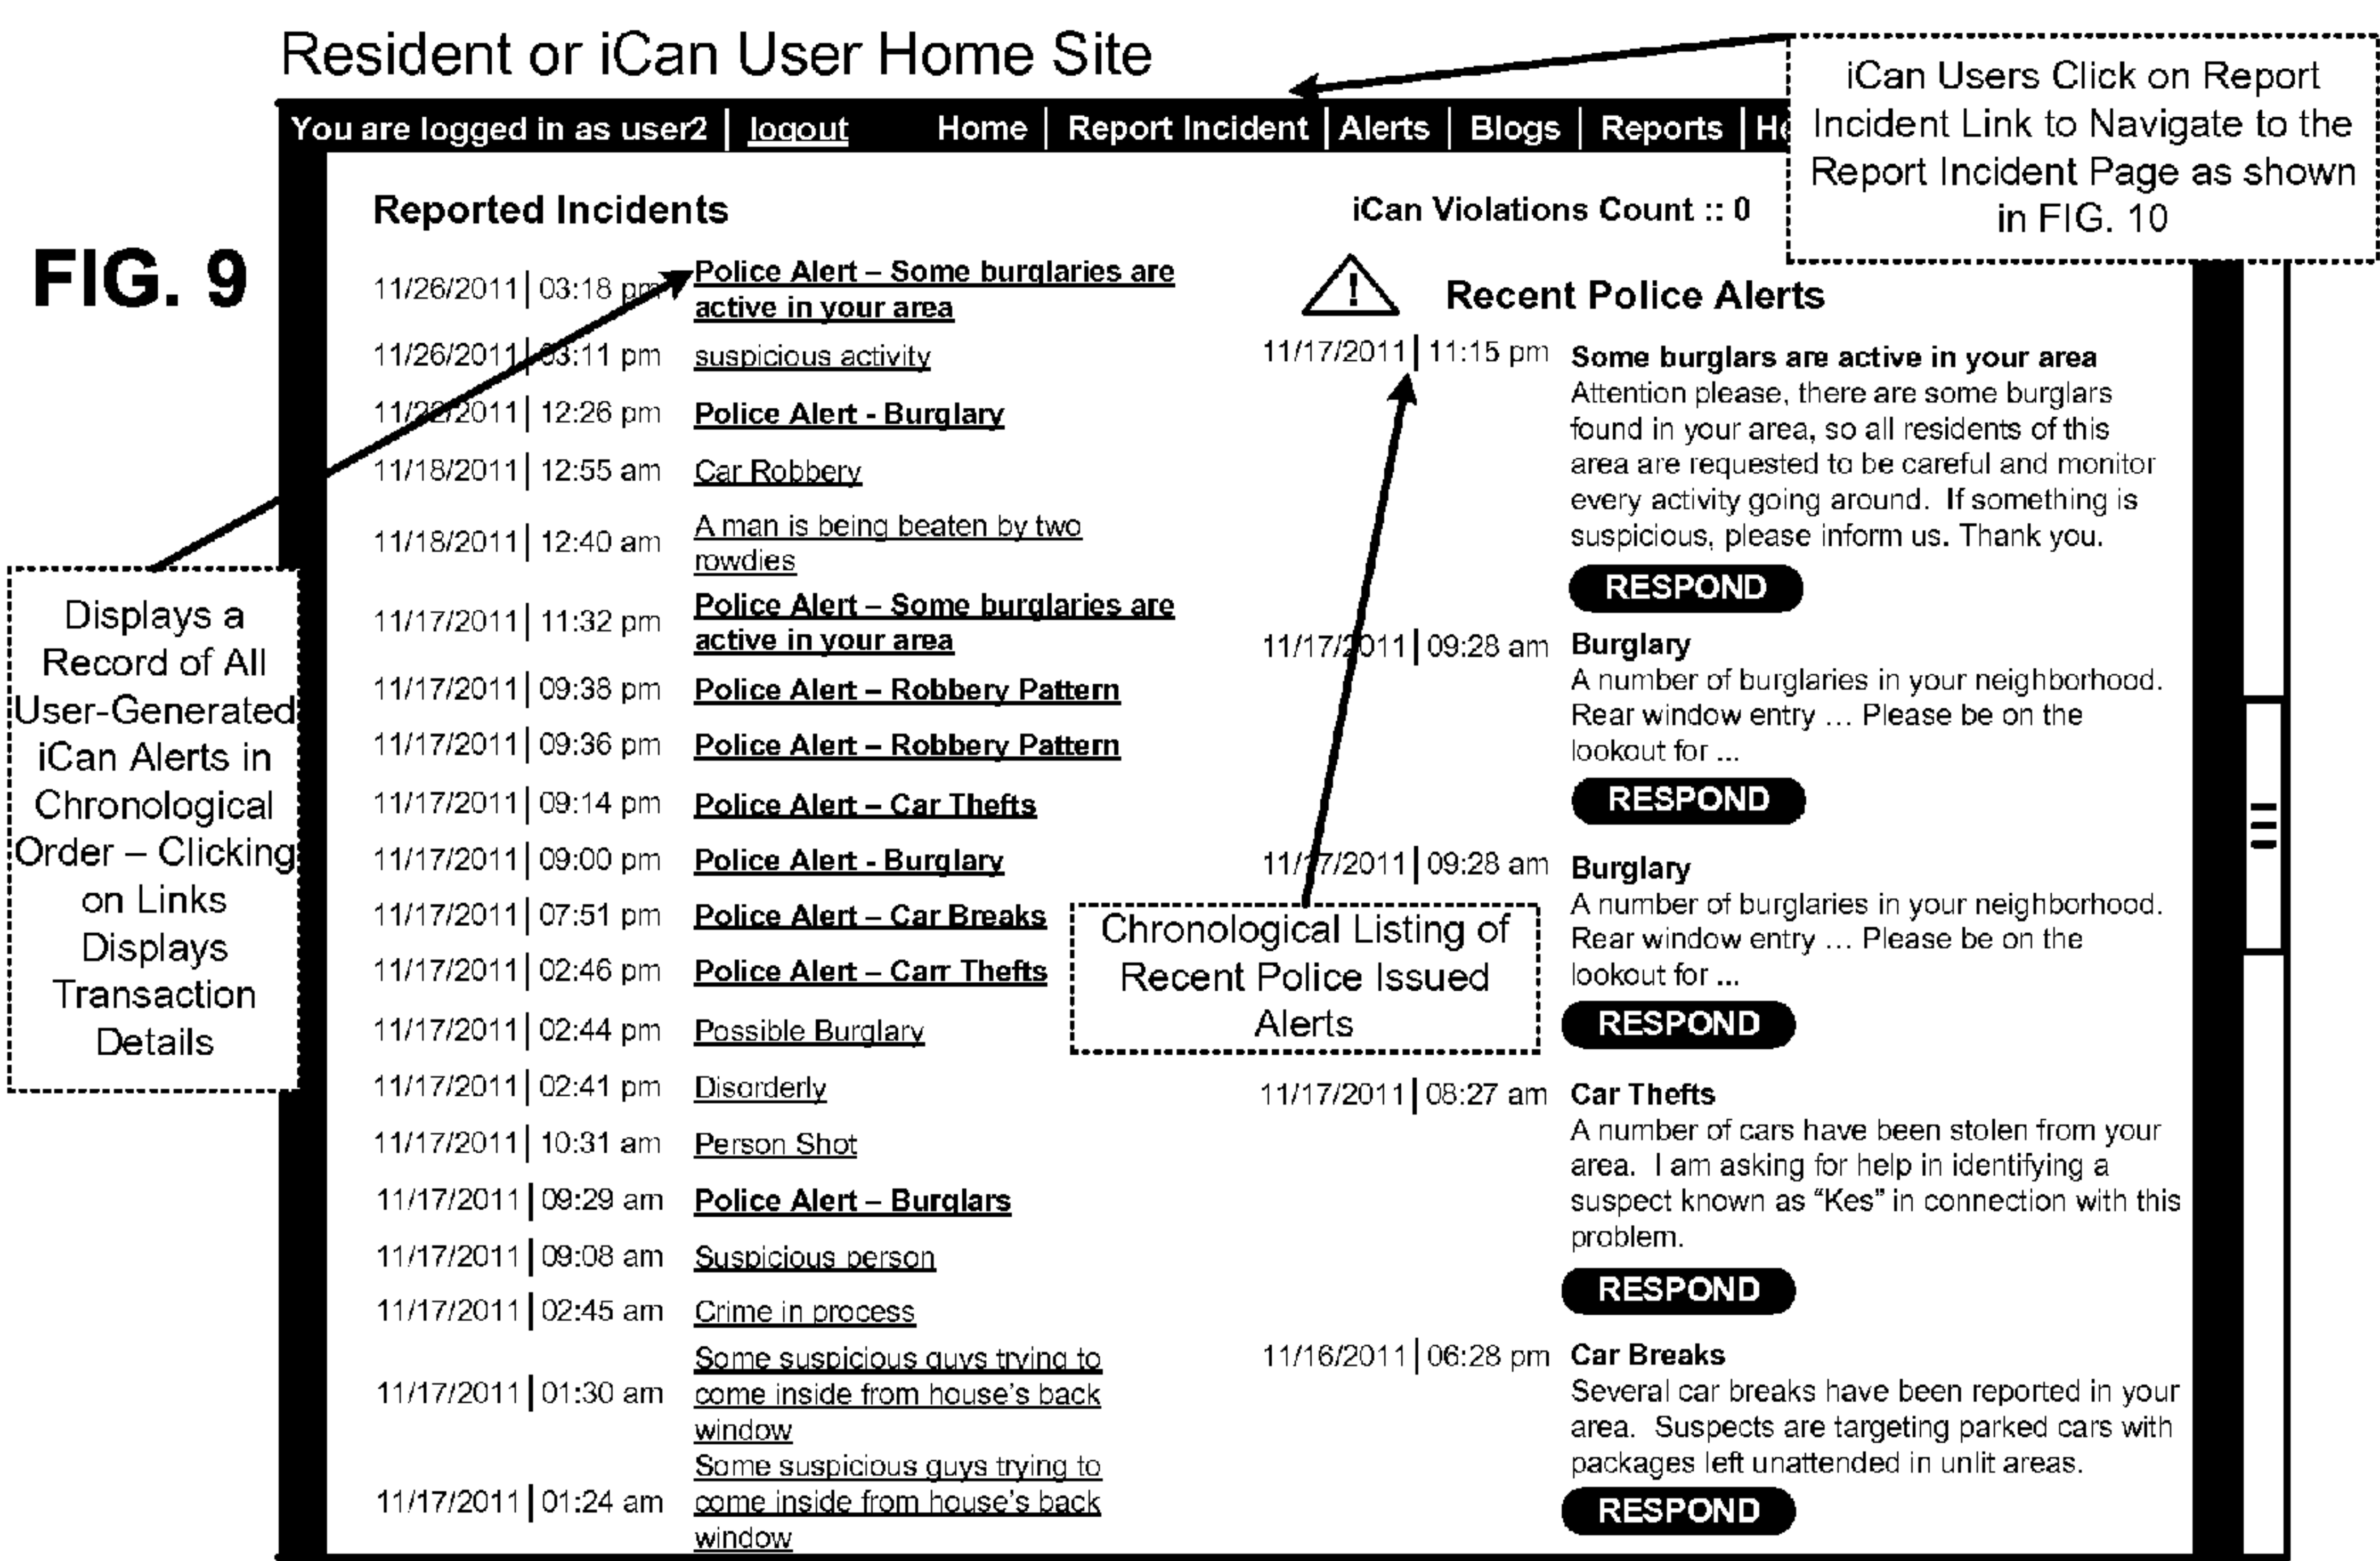 Resident or iCan User Home Site
iCan Users Click on Report
Incident Link to Navigate to the
Report Incident Page as shown
in FIG. 10
You are logged in as user2 | logout Home | Report Incident | Alerts | Blogs | Reports |
FIG. 9
Reported Incidents
11/26/2011 | 03:18 pm Police Alert – Some burglaries are
active in your area
11/26/2011 | 03:11 pm suspicious activity
11/22/2011 | 12:26 pm Police Alert - Burglary
11/18/2011 | 12:55 am Car Robbery
11/18/2011 | 12:40 am A man is being beaten by two
rowdies
11/17/2011 | 11:32 pm Police Alert – Some burglaries are
active in your area
11/17/2011 | 09:38 pm Police Alert – Robbery Pattern
11/17/2011 | 09:36 pm Police Alert – Robbery Pattern
11/17/2011 | 09:14 pm Police Alert – Car Thefts
11/17/2011 | 09:00 pm Police Alert - Burglary
11/17/2011 | 07:51 pm Police Alert – Car Breaks
11/17/2011 | 02:46 pm Police Alert – Carr Thefts
11/17/2011 | 02:44 pm Possible Burglary
11/17/2011 | 02:41 pm Disorderly
11/17/2011 | 10:31 am Person Shot
11/17/2011 | 09:29 am Police Alert – Burglars
11/17/2011 | 09:08 am Suspicious person
11/17/2011 | 02:45 am Crime in process
11/17/2011 | 01:30 am Some suspicious guys trying to
come inside from house's back
window
11/17/2011 | 01:24 am Some suspicious guys trying to
come inside from house's back
window
Displays a
Record of All
User-Generated
iCan Alerts in
Chronological
Order – Clicking
on Links
Displays
Transaction
Details
iCan Violations Count :: 0
! Recent Police Alerts
11/17/2011 | 11:15 pm Some burglars are active in your area
Attention please, there are some burglars
found in your area, so all residents of this
area are requested to be careful and monitor
every activity going around. If something is
suspicious, please inform us. Thank you.
RESPOND
11/17/2011 | 09:28 am Burglary
A number of burglaries in your neighborhood.
Rear window entry ... Please be on the
lookout for ...
RESPOND
11/17/2011 | 09:28 am Burglary
A number of burglaries in your neighborhood.
Rear window entry ... Please be on the
lookout for ...
RESPOND
11/17/2011 | 08:27 am Car Thefts
A number of cars have been stolen from your
area. I am asking for help in identifying a
suspect known as “Kes” in connection with this
problem.
RESPOND
11/16/2011 | 06:28 pm Car Breaks
Several car breaks have been reported in your
area. Suspects are targeting parked cars with
packages left unattended in unlit areas.
RESPOND
Chronological Listing of
Recent Police Issued
Alerts